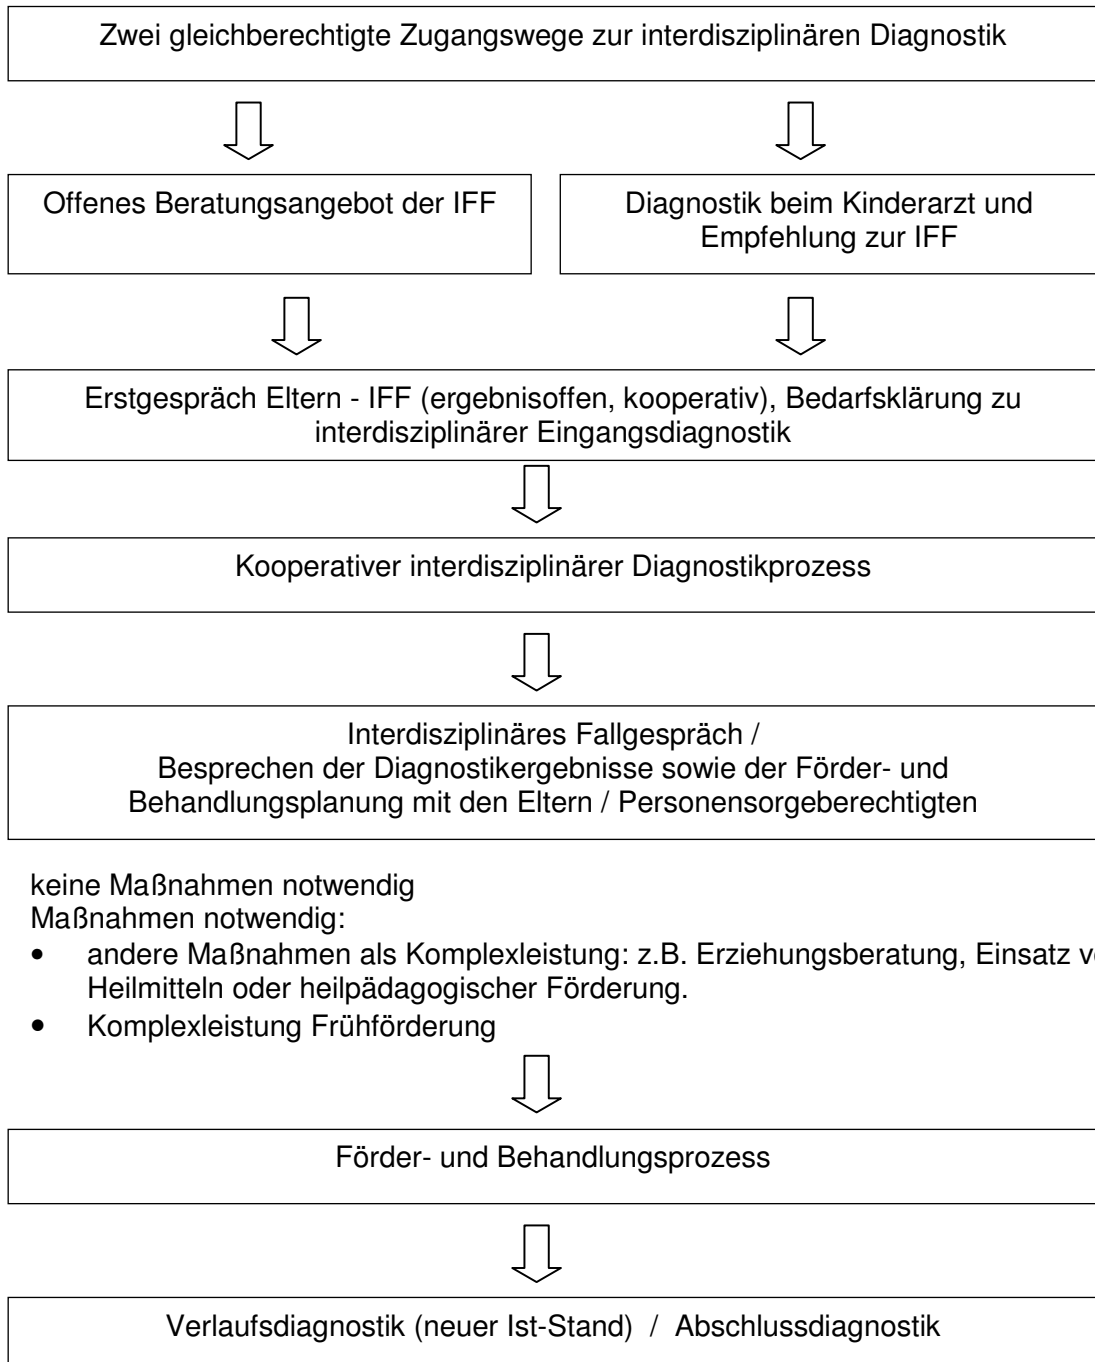 Zwei gleichberechtigte Zugangswege zur interdisziplinären Diagnostik
Offenes Beratungsangebot der IFF
Diagnostik beim Kinderarzt und
Empfehlung zur IFF
Erstgespräch Eltern - IFF (ergebnisoffen, kooperativ), Bedarfsklärung zu
interdisziplinärer Eingangsdiagnostik
Kooperativer interdisziplinärer Diagnostikprozess
Interdisziplinäres Fallgespräch /
Besprechen der Diagnostikergebnisse sowie der Förder- und
Behandlungsplanung mit den Eltern / Personensorgeberechtigten
keine Maßnahmen notwendig
Maßnahmen notwendig:
• andere Maßnahmen als Komplexleistung: z.B. Erziehungsberatung, Einsatz
Heilmitteln oder heilpädagogischer Förderung.
• Komplexleistung Frühförderung
Förder- und Behandlungsprozess
Verlaufsdiagnostik (neuer Ist-Stand) / Abschlussdiagnostik